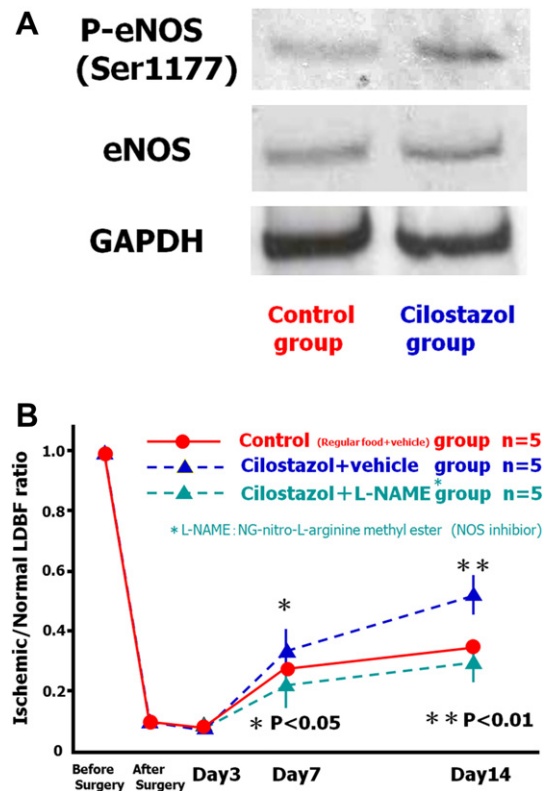 A
P-eNOS
(Ser1177)
eNOS
GAPDH
Control
group
Cilostazol
group
B
Ischemic/Normal LDBF ratio
1.0
0.8
0.6
0.4
0.2
0
Control (Regular food+vehicle) group n=5
Cilostazol+vehicle group n=5
Cilostazol+L-NAME* group n=5
* L-NAME:NG-nitro-L-arginine methyl ester (NOS inhibior)
*
**
* P<0.05
** P<0.01
Before
Surgery
After
Surgery
Day3
Day7
Day14